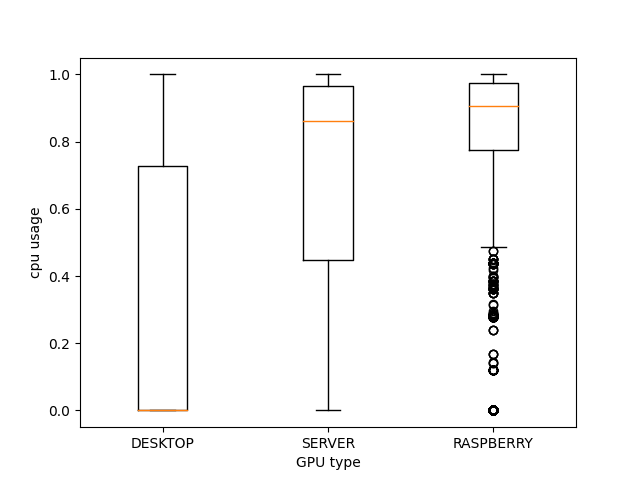 1.0
0.8
0.6
0.4
0.2
0.0
cpu usage
DESKTOP
SERVER
RASPBERRY
GPU type